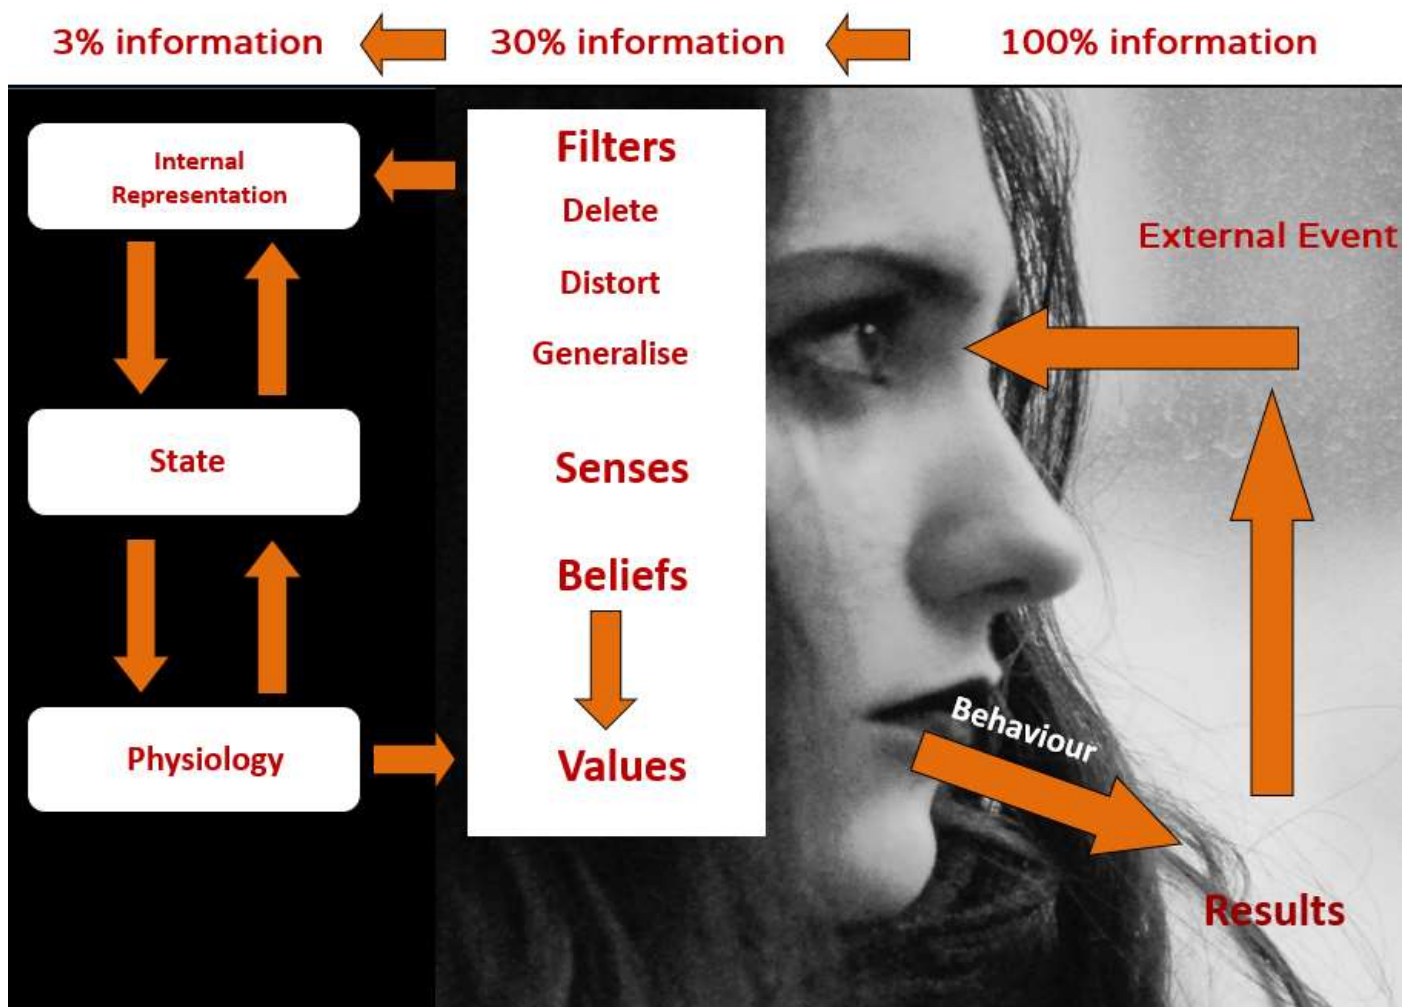 3% information
30% information
100% information
Internal
Representation
State
Physiology
Filters
Delete
Distort
Generalise
Senses
Beliefs
Values
External Event
Behaviour
Results